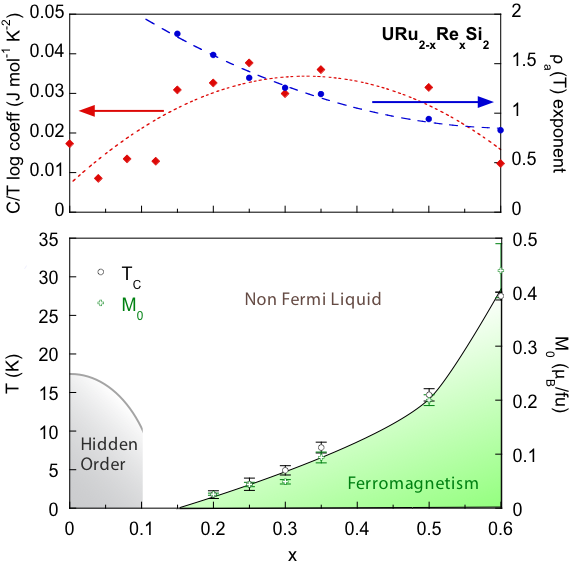 URu2-xRexSi2
C/T log coeff (J mol-1 K-2)
0.05
0.04
0.03
0.02
0.01
0
2
1.5
1
0.5
0
ρa(T) exponent
T (K)
35
30
25
20
15
10
5
0
TC
M0
Non Fermi Liquid
Hidden
Order
Ferromagnetism
0.5
0.4
0.3
0.2
0.1
0
M0 (μB/fu)
0
0.1
0.2
0.3
0.4
0.5
0.6
x